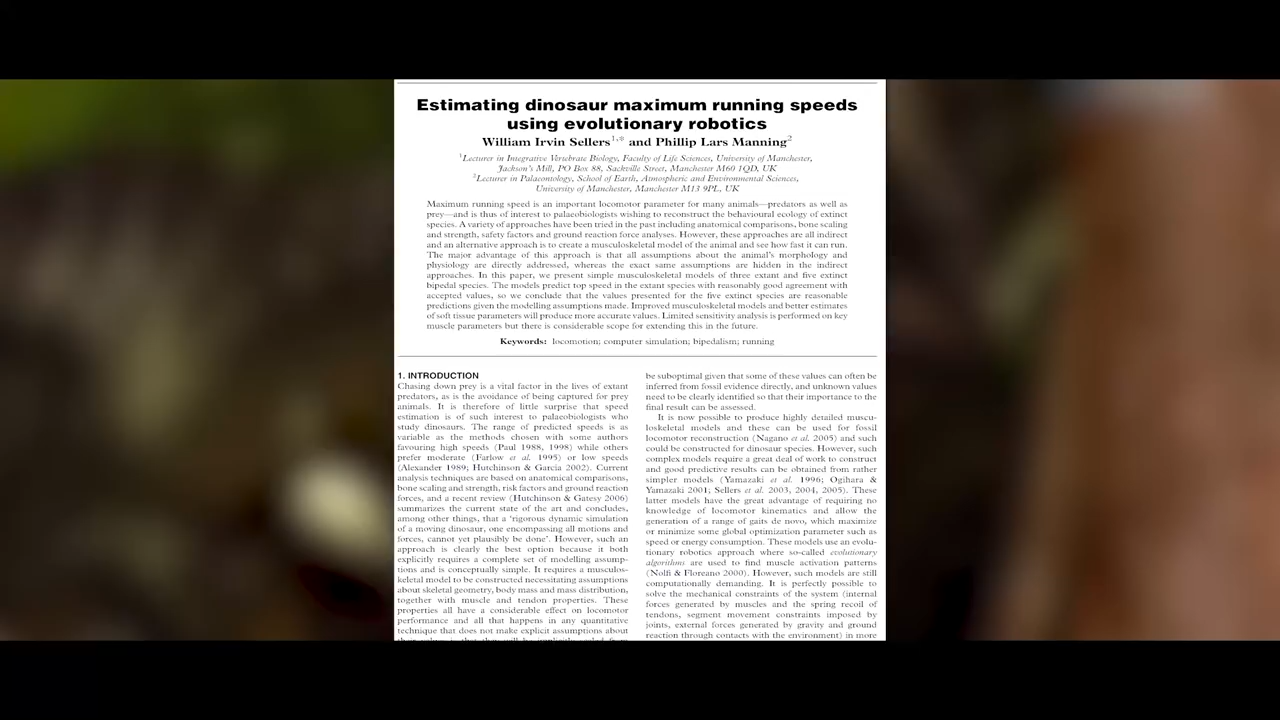 Estimating dinosaur maximum running speeds
using evolutionary robotics
William Irvin Sellers1,* and Phillip Lars Manning2
1Lecturer in Integrative Vertebrate Biology, Faculty of Life Sciences, University of Manchester,
Jackson's Mill, PO Box 88, Sackville Street, Manchester M60 1QD, UK
2Lecturer in Palaeontology, School of Earth, Atmospheric and Environmental Sciences,
University of Manchester, Manchester M13 9PL, UK
Maximum running speed is an important locomotor parameter for many animals—predators as well as
prey—and is thus of interest to palaeobiologists wishing to reconstruct the behavioural ecology of extinct
species. A variety of approaches have been tried in the past including anatomical comparisons, bone scaling
and strength, safety factors and ground reaction force analyses. However, these approaches are all indirect
and an alternative approach is to create a musculoskeletal model of the animal and see how fast it can run.
The major advantage of this approach is that all assumptions about the animal's morphology and
physiology are directly addressed, whereas the exact same assumptions are hidden in the indirect
approaches. In this paper, we present simple musculoskeletal models of three extant and five extinct
bipedal species. The models predict top speed in the extant species with reasonably good agreement with
accepted values, so we conclude that the values presented for the five extinct species are reasonable
predictions given the modelling assumptions made. Improved musculoskeletal models and better estimates
of soft tissue parameters will produce more accurate values. Limited sensitivity analysis is performed on key
muscle parameters but there is considerable scope for extending this in the future.
Keywords: locomotion; computer simulation; bipedalism; running
1. INTRODUCTION
Chasing down prey is a vital factor in the lives of extant
predators, as is the avoidance of being captured for prey
animals. It is therefore of little surprise that speed
estimation is of such interest to palaeobiologists who
study dinosaurs. The range of predicted speeds is as
variable as the methods chosen with some authors
favouring high speeds (Paul 1988, 1998) while others
prefer moderate (Farlow et al. 1995) or low speeds
(Alexander 1989; Hutchinson & Garcia 2002). Current
analysis techniques are based on anatomical comparisons,
bone scaling and strength, risk factors and ground reaction
forces, and a recent review (Hutchinson & Gatesy 2006)
summarizes the current state of the art and concludes,
among other things, that a 'rigorous dynamic simulation
of a moving dinosaur, one encompassing all motions and
forces, cannot yet plausibly be done'. However, such an
approach is clearly the best option because it both
explicitly requires a complete set of modelling assump-
tions and is conceptually simple. It requires a musculos-
keletal model to be constructed necessitating assumptions
about skeletal geometry, body mass and mass distribution,
together with muscle and tendon properties. These
properties all have a considerable effect on locomotor
performance and all that happens in any quantitative
technique that does not make explicit assumptions about
be suboptimal given that some of these values can often be
inferred from fossil evidence directly, and unknown values
need to be clearly identified so that their importance to the
final result can be assessed.
It is now possible to produce highly detailed muscu-
loskeletal models and these can be used for fossil
locomotor reconstruction (Nagano et al. 2005) and such
could be constructed for dinosaur species. However, such
complex models require a great deal of work to construct
and good predictive results can be obtained from rather
simpler models (Yamazaki et al. 1996; Ogihara &
Yamazaki 2001; Sellers et al. 2003, 2004, 2005). These
latter models have the great advantage of requiring no
knowledge of locomotor kinematics and allow the
generation of a range of gaits de novo, which maximize
or minimize some global optimization parameter such as
speed or energy consumption. These models use an evolu-
tionary robotics approach where so-called evolutionary
algorithms are used to find muscle activation patterns
(Nolfi & Floreano 2000). However, such models are still
computationally demanding. It is perfectly possible to
solve the mechanical constraints of the system (internal
forces generated by muscles and the spring recoil of
tendons, segment movement constraints imposed by
joints, external forces generated by gravity and ground
reaction through contacts with the environment) in more